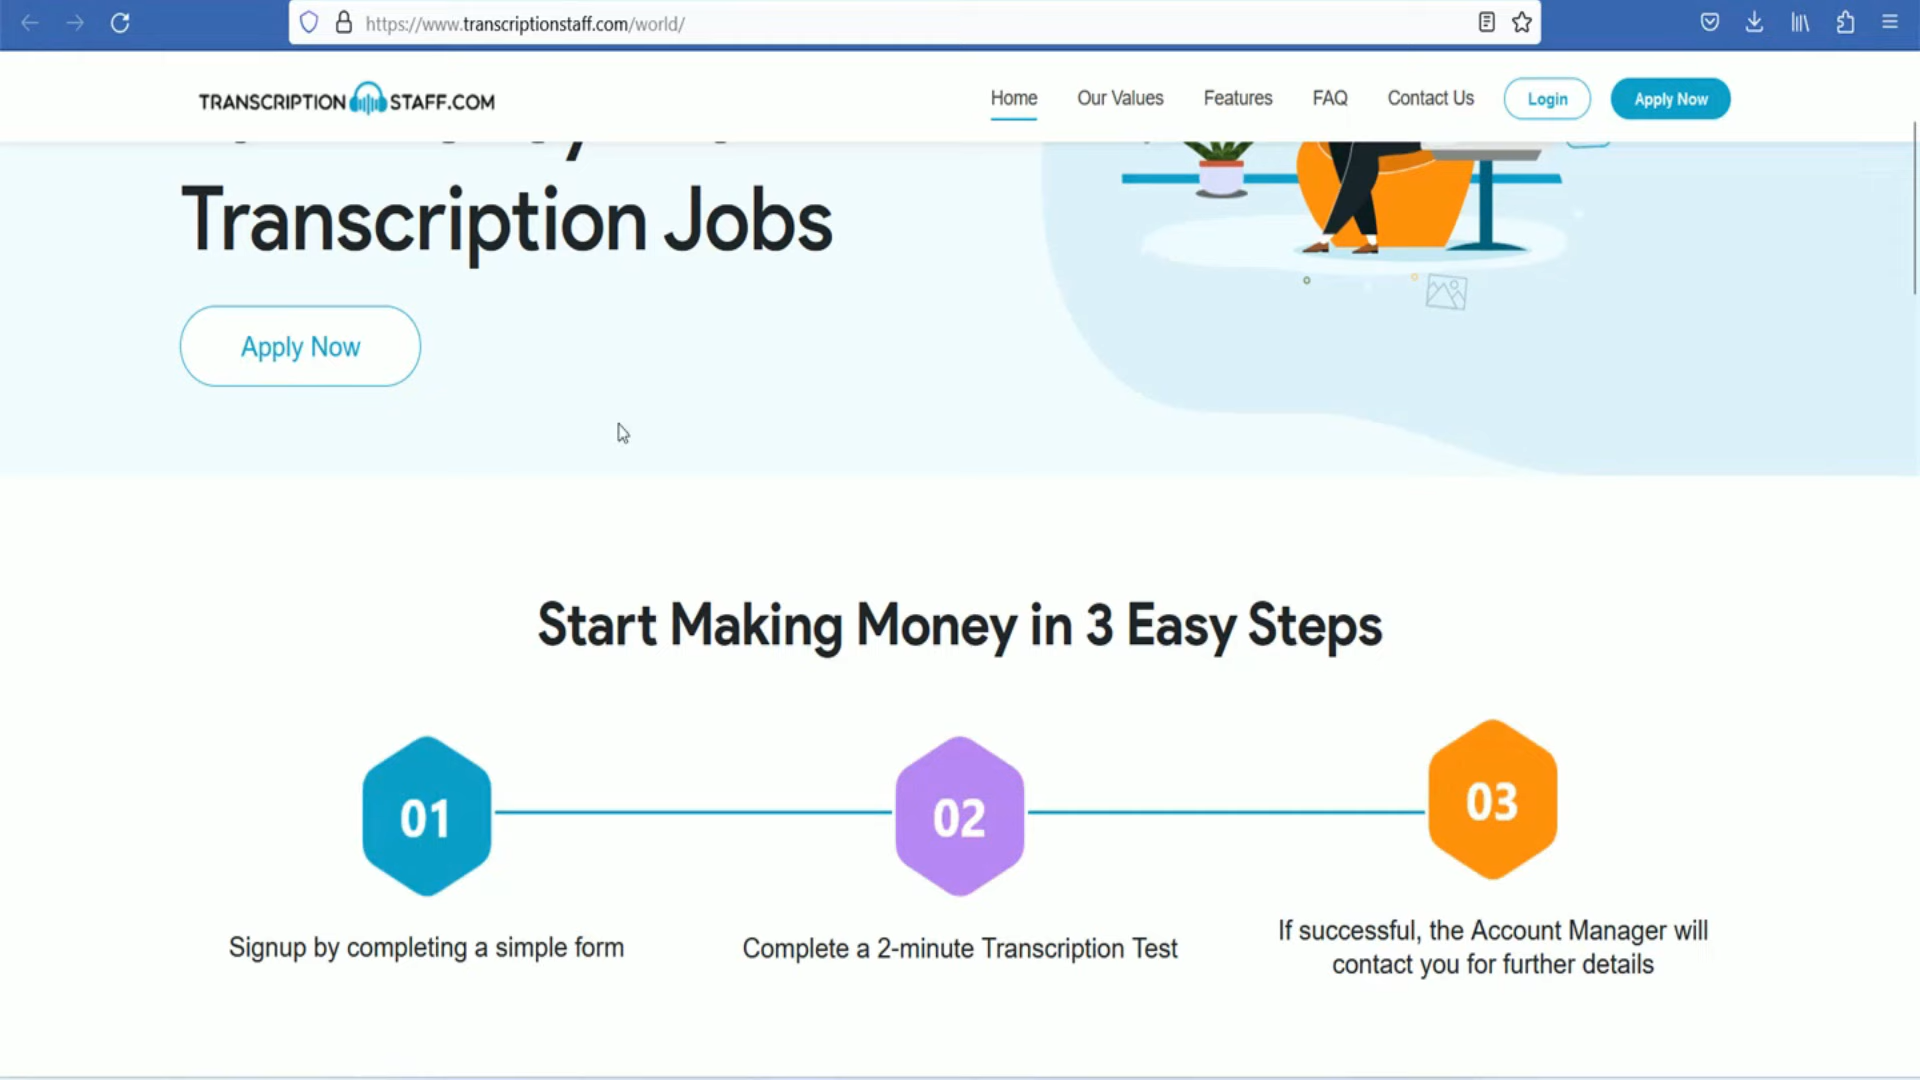 https://www.transcriptionstaff.com/world/
TRANSCRIPTION STAFF.COM
Home
Our Values
Features
FAQ
Contact Us
Login
Apply Now
Transcription Jobs
Apply Now
Start Making Money in 3 Easy Steps
01
02
03
Signup by completing a simple form
Complete a 2-minute Transcription Test
If successful, the Account Manager will
contact you for further details